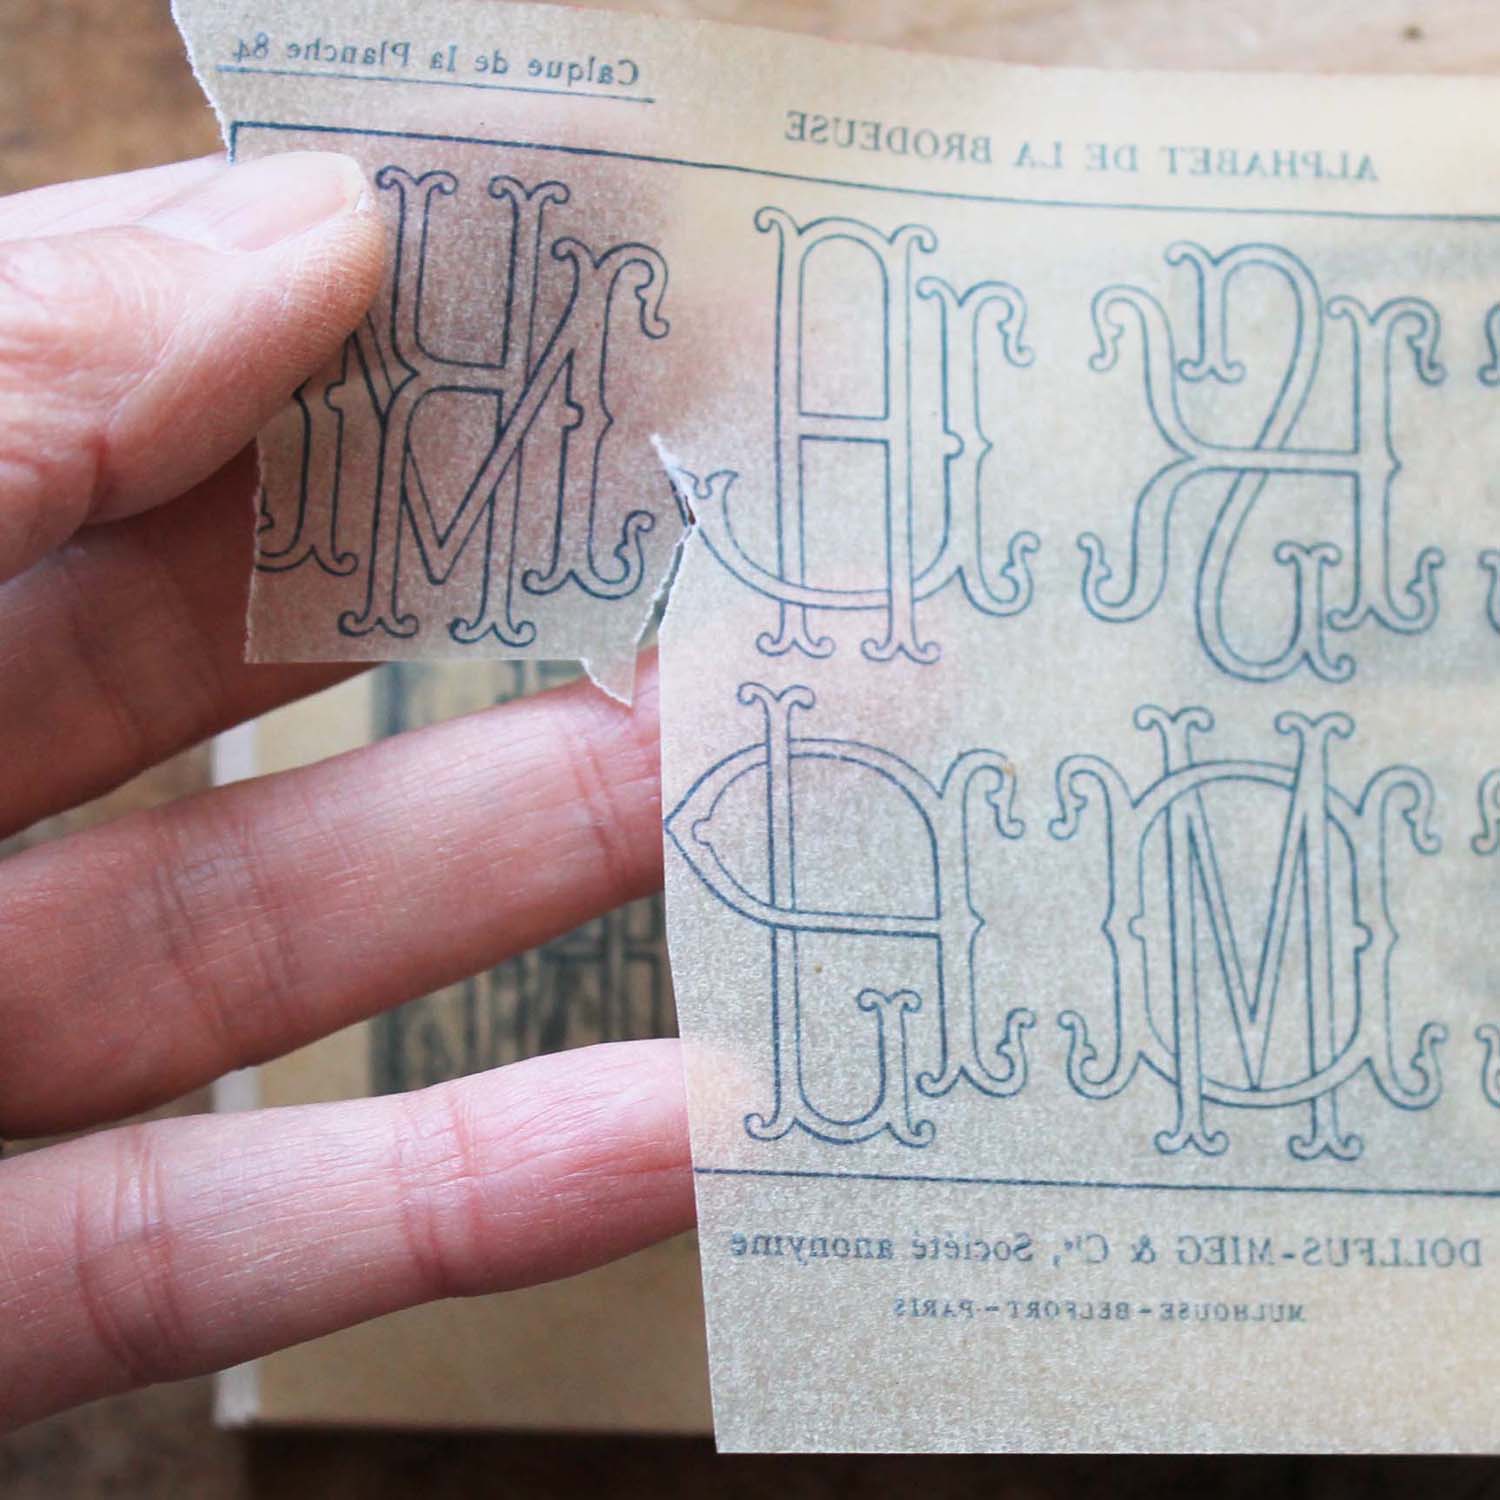 Calque de la Planche 84
ALPHABET DE LA BRODEUSE
DOLLFUS-MIEG & Cie, Société anonyme
MULHOUSE-BELFORT-PARIS